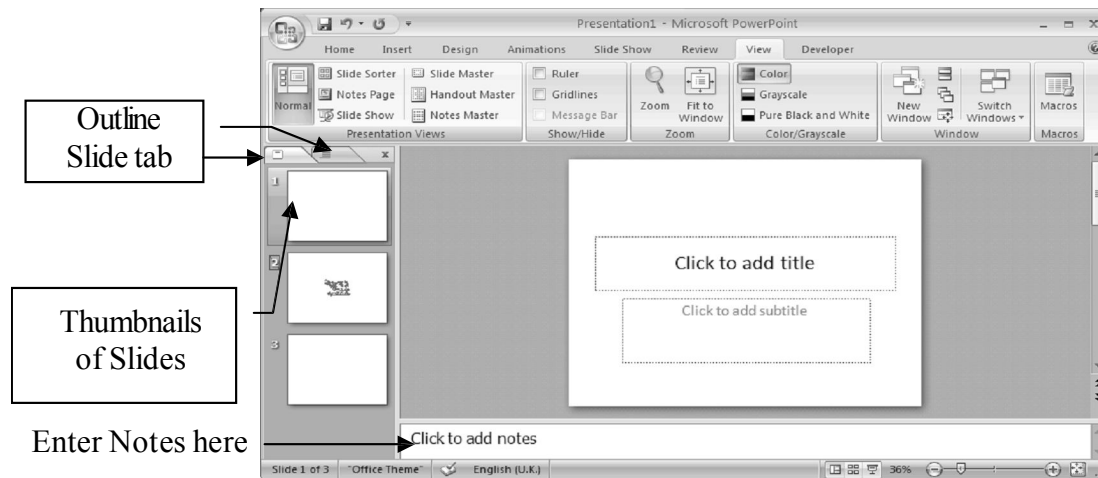 Presentation1 - Microsoft PowerPoint
Home Insert Design Animations Slide Show Review View Developer
Normal
Slide Sorter
Notes Page
Slide Show
Slide Master
Handout Master
Notes Master
Presentation Views
Ruler
Gridlines
Message Bar
Show/Hide
Zoom
Fit to
Window
Zoom
Color
Grayscale
Pure Black and White
Color/Grayscale
New
Window
Switch
Windows
Window
Macros
Macros
Outline
Slide tab
1
2
3
Thumbnails
of Slides
Click to add title
Click to add subtitle
Enter Notes here
Click to add notes
Slide 1 of 3 "Office Theme" English (U.K.) 36%